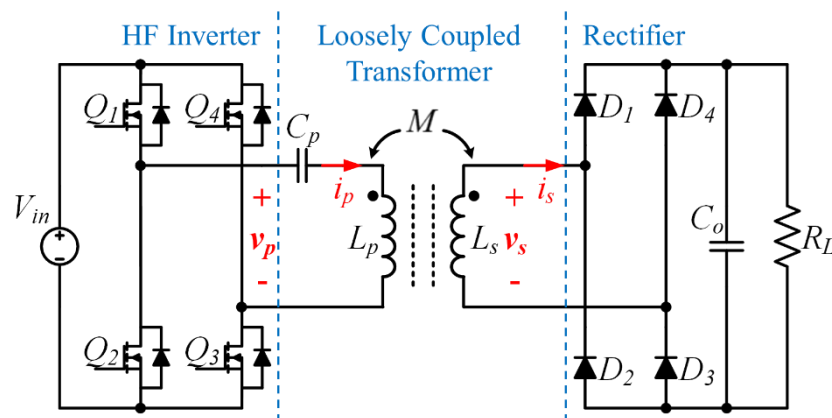 HF Inverter
Loosely Coupled
Transformer
Rectifier
Q1
Q4
Cp
M
D1
D4
ip
is
Vin
+
vp
-
Lp
Ls
+
vs
-
Co
RL
Q2
Q3
D2
D3